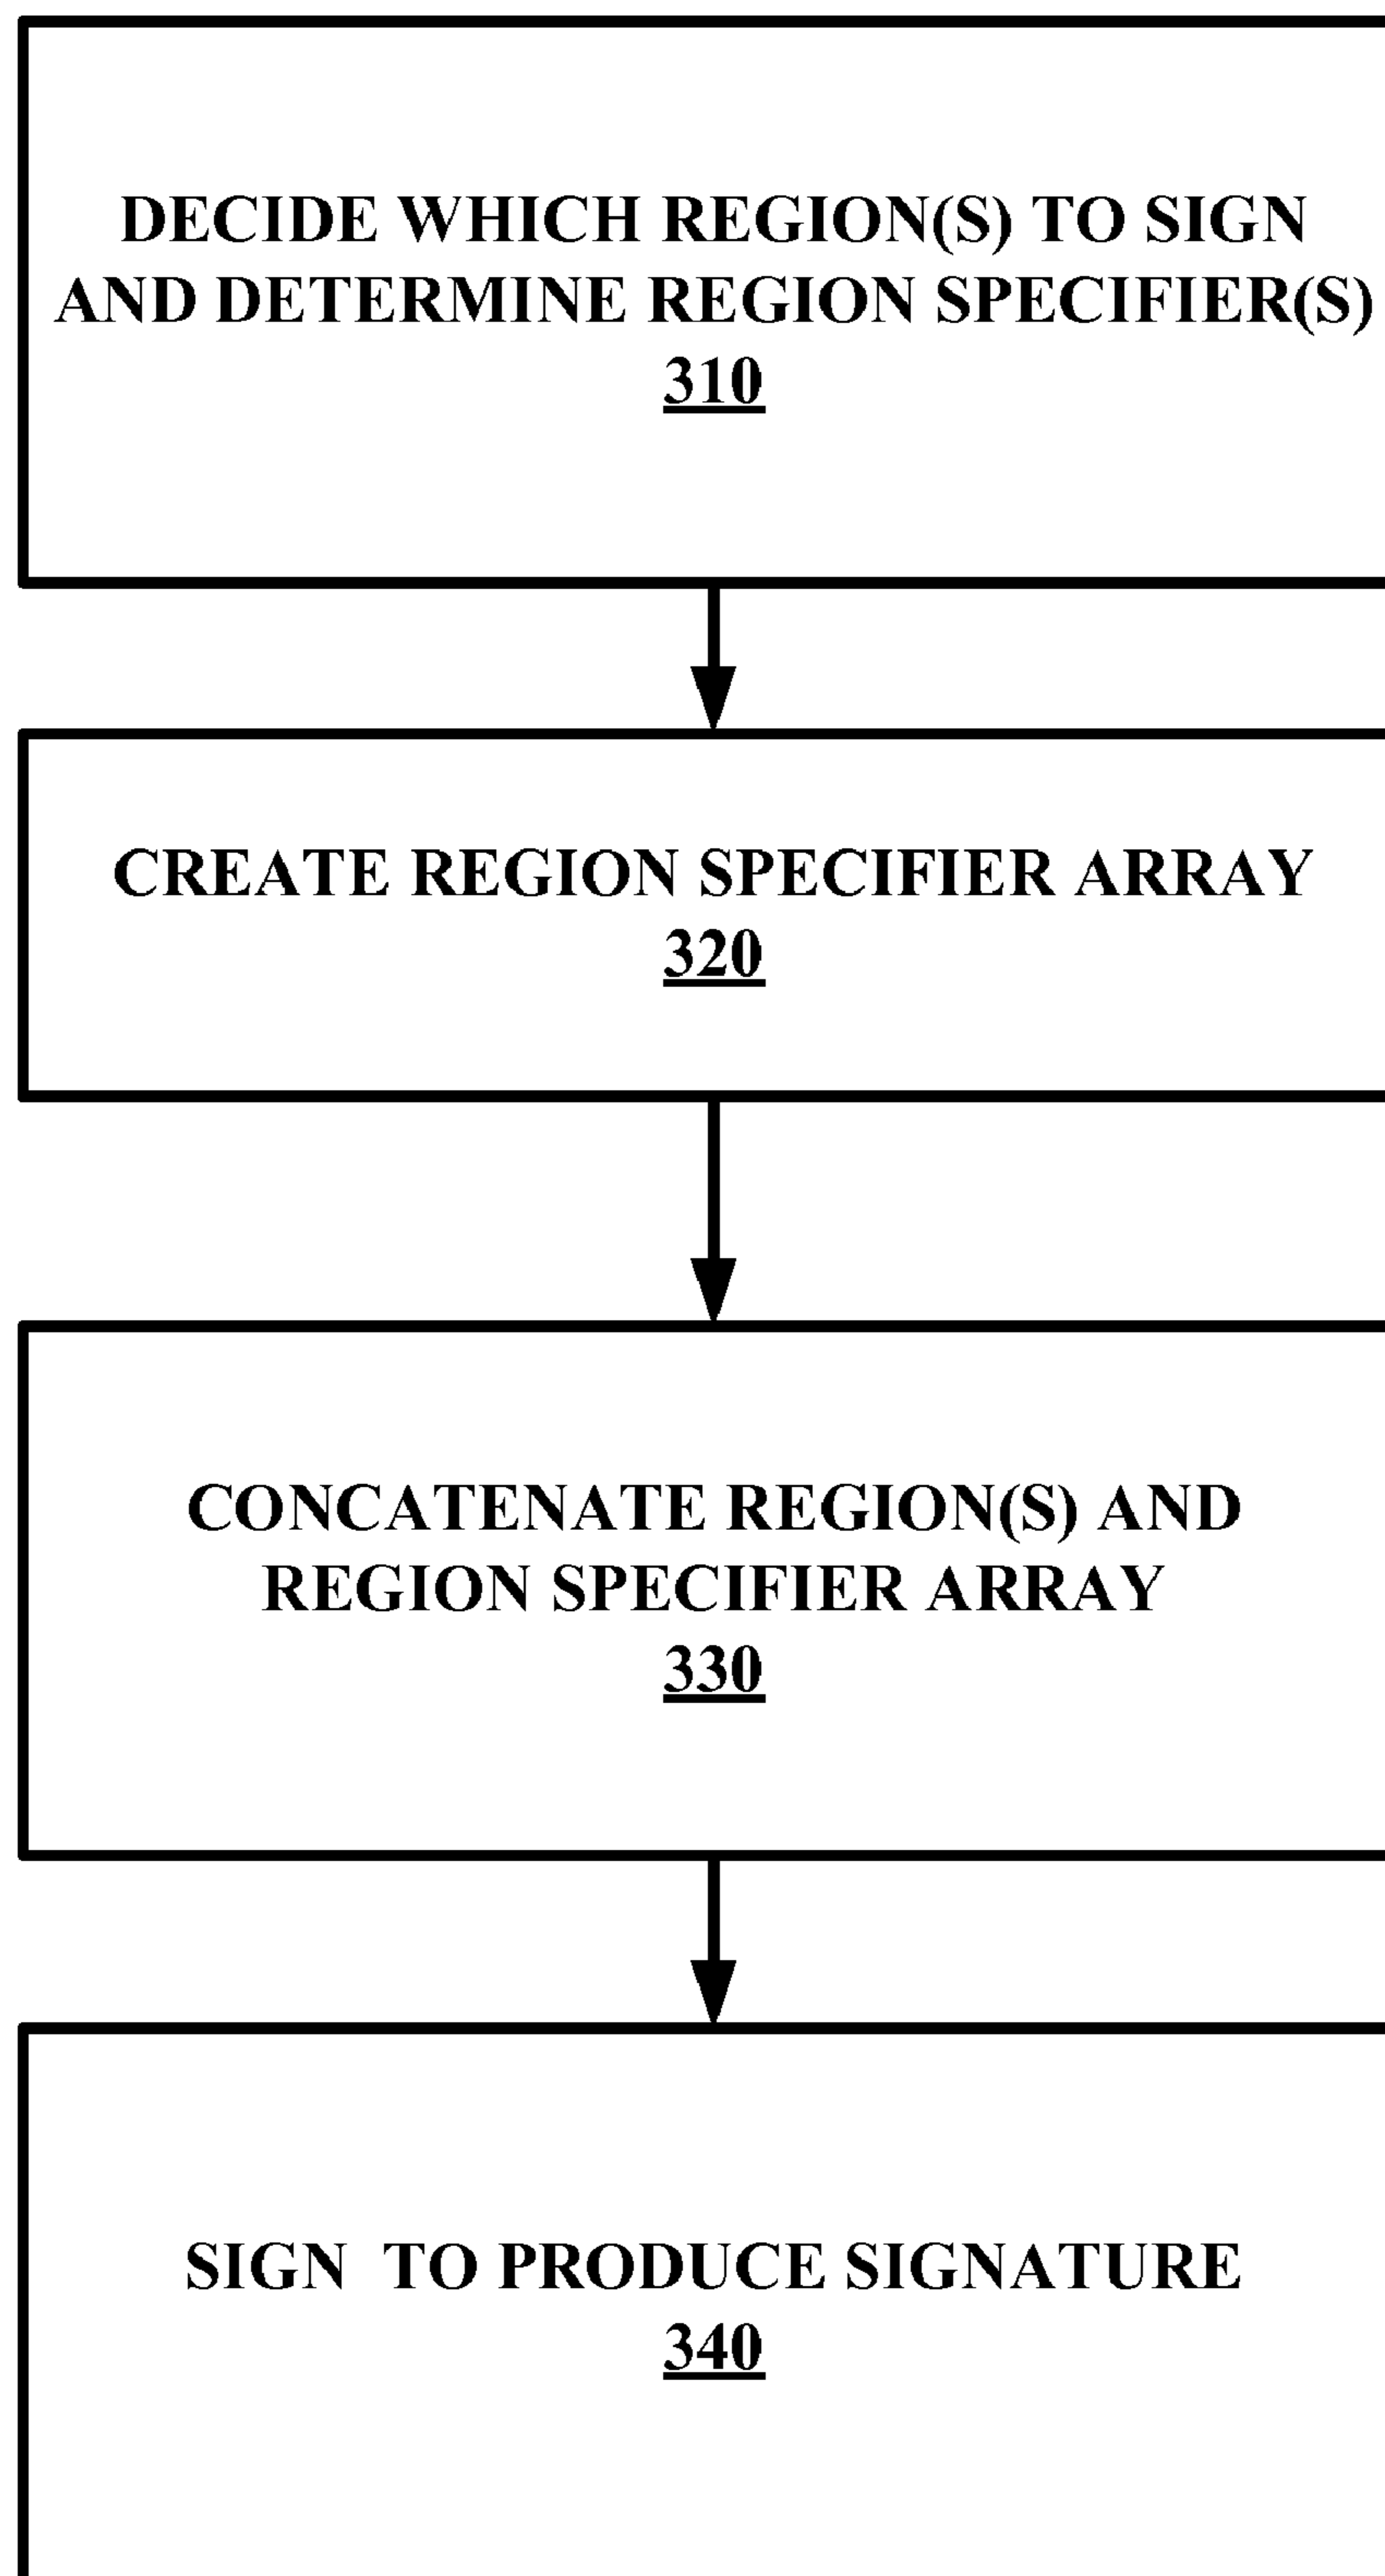 DECIDE WHICH REGION(S) TO SIGN
AND DETERMINE REGION SPECIFIER(S)
310
CREATE REGION SPECIFIER ARRAY
320
CONCATENATE REGION(S) AND
REGION SPECIFIER ARRAY
330
SIGN TO PRODUCE SIGNATURE
340